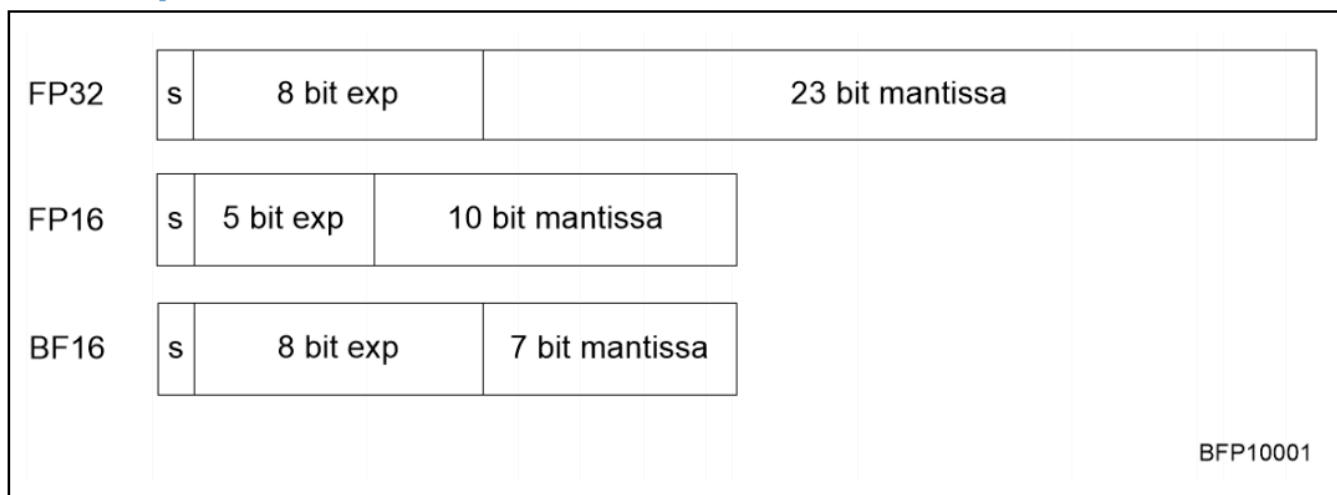 FP32 s 8 bit exp 23 bit mantissa
FP16 s 5 bit exp 10 bit mantissa
BF16 s 8 bit exp 7 bit mantissa
BFP10001